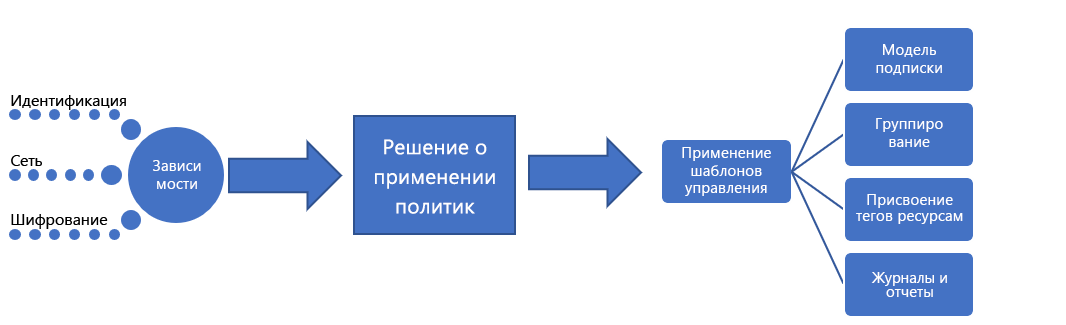 Идентификация
Сеть
Шифрование
Зависи
мости
Решение о
применении
политик
Применение
шаблонов
управления
Модель
подписки
Группиро
вание
Присвоение
тегов ресурсам
Журналы и
отчеты